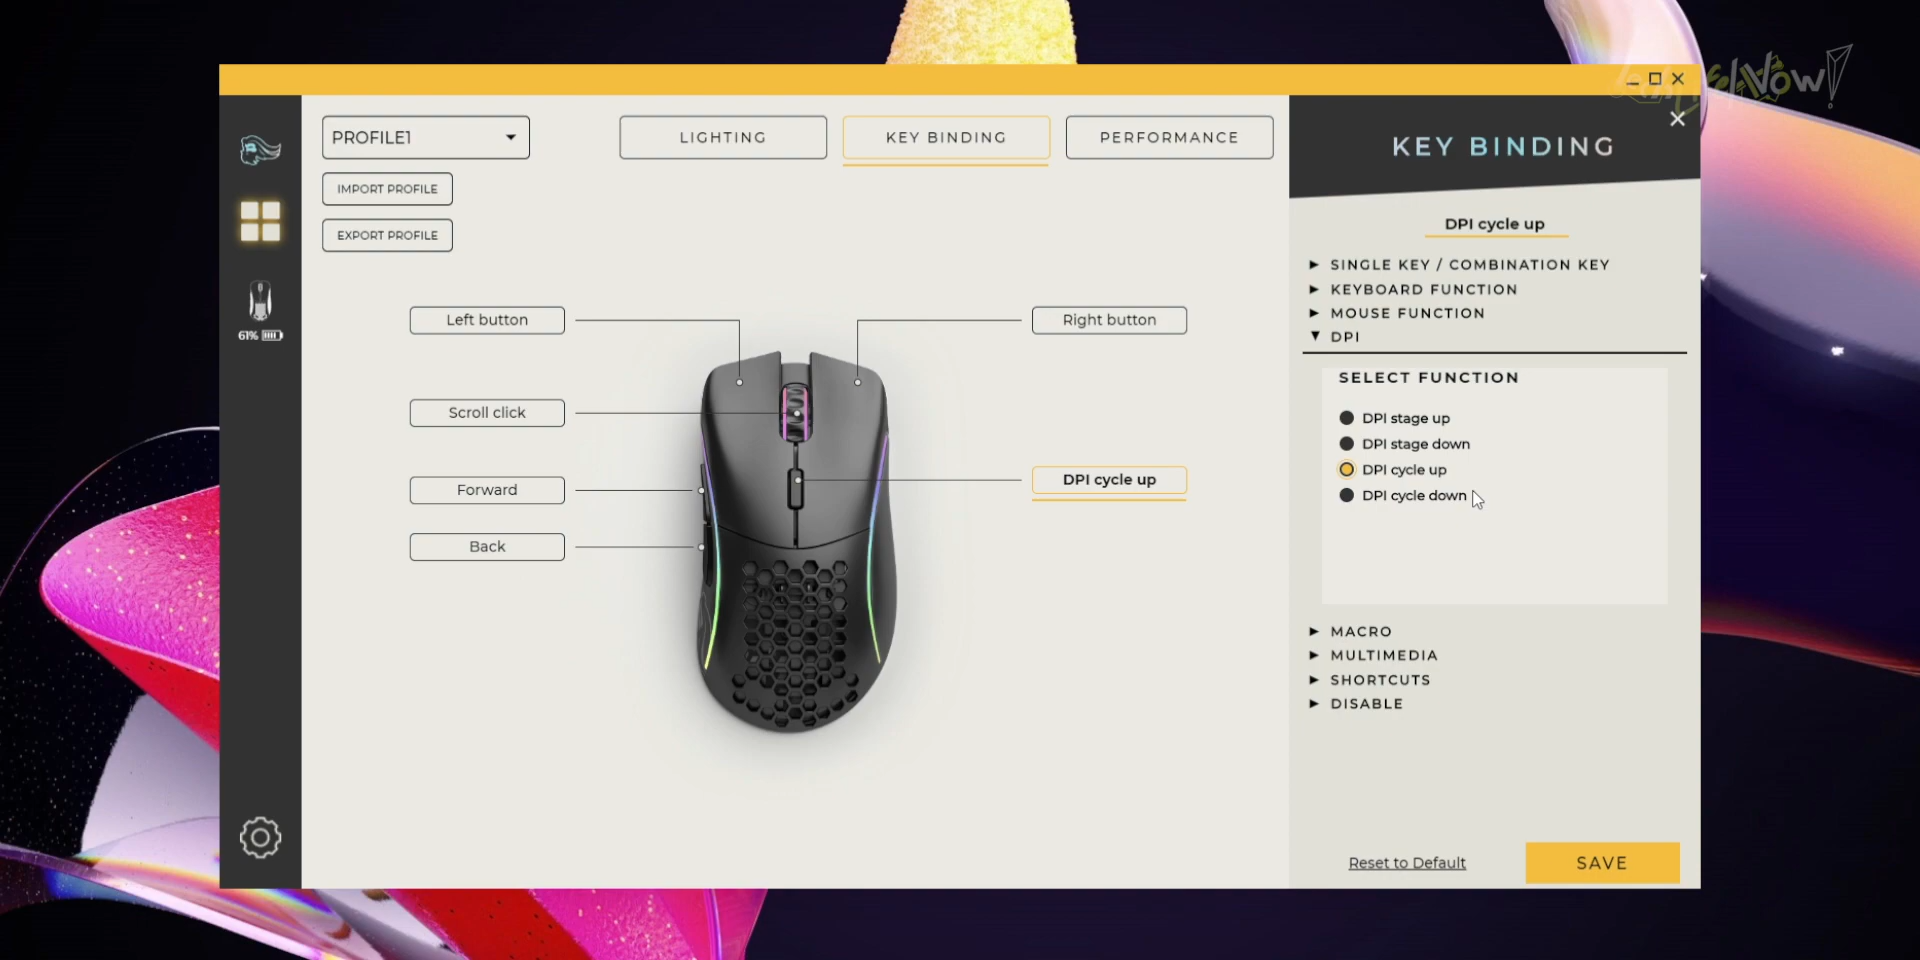 PROFILE1
LIGHTING
KEY BINDING
PERFORMANCE
IMPORT PROFILE
EXPORT PROFILE
61%
Left button
Right button
Scroll click
Forward
DPI cycle up
Back
KEY BINDING
DPI cycle up
SINGLE KEY / COMBINATION KEY
KEYBOARD FUNCTION
MOUSE FUNCTION
DPI
SELECT FUNCTION
DPI stage up
DPI stage down
DPI cycle up
DPI cycle down
MACRO
MULTIMEDIA
SHORTCUTS
DISABLE
Reset to Default
SAVE